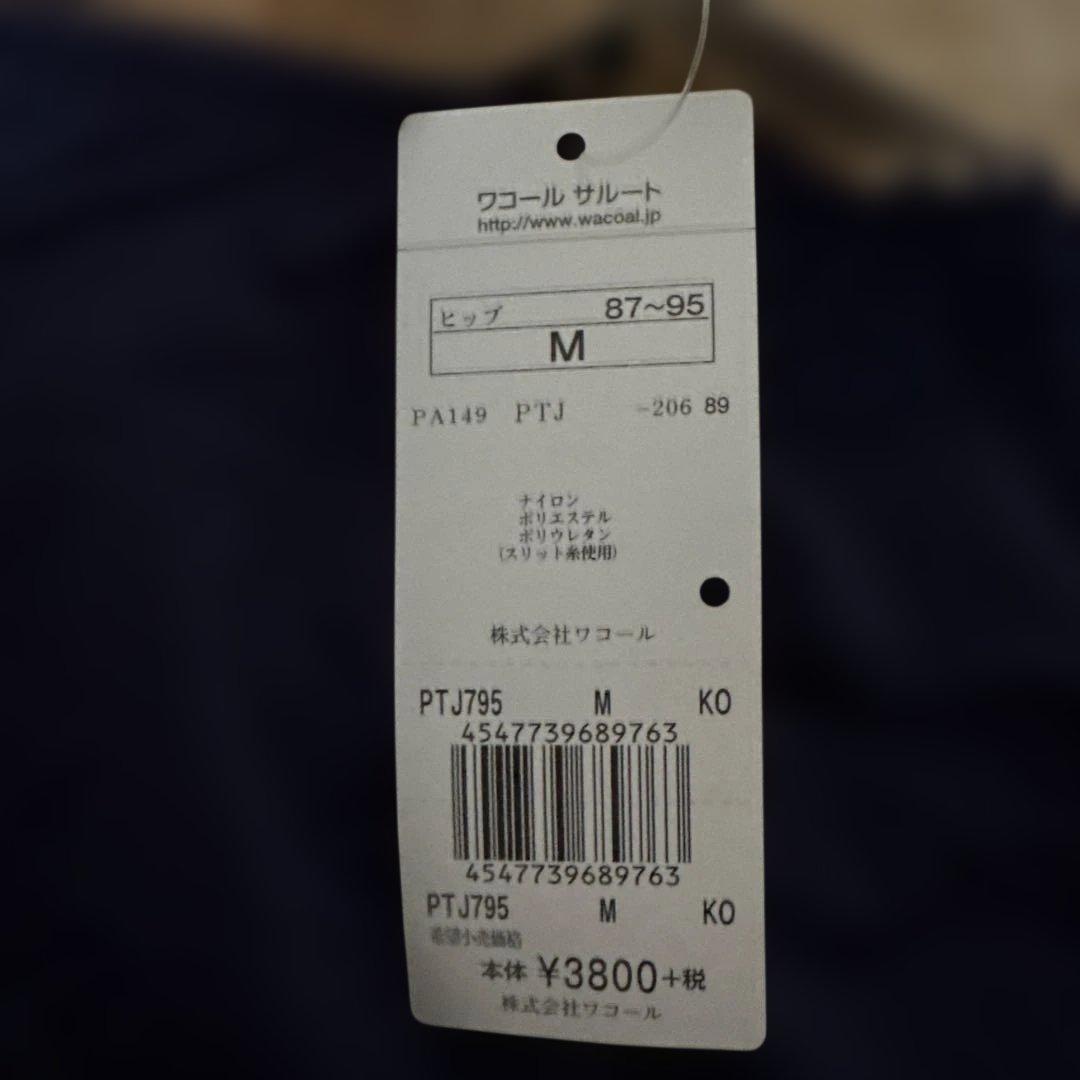 ワコール サルート
http://www.wacoal.jp
ヒップ 87~95
M
PA149 PTJ -206 89
ナイロン
ポリエステル
ポリウレタン
(スリット糸使用)
株式会社ワコール
PTJ795 M KO
4547739689763
4547739689763
PTJ795 M KO
希望小売価格
本体 ¥3800+税
株式会社ワコール